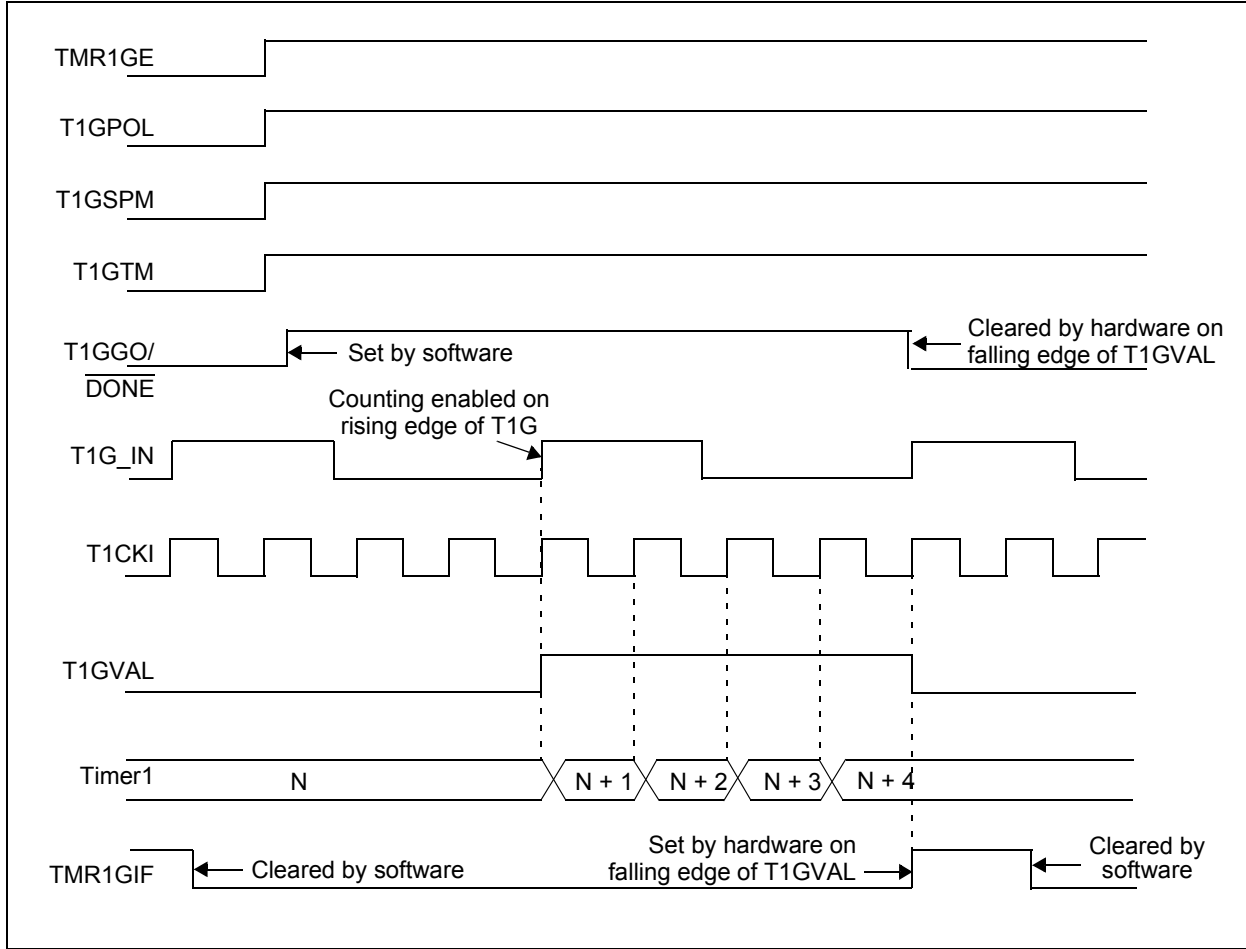 TMR1GE
T1GPOL
T1GSPM
T1GTM
T1GGO/
DONE
Set by software
Cleared by hardware on
falling edge of T1GVAL
Counting enabled on
rising edge of T1G
T1G_IN
T1CKI
T1GVAL
Timer1
N
N + 1
N + 2
N + 3
N + 4
TMR1GIF
Cleared by software
Set by hardware on
falling edge of T1GVAL
Cleared by
software